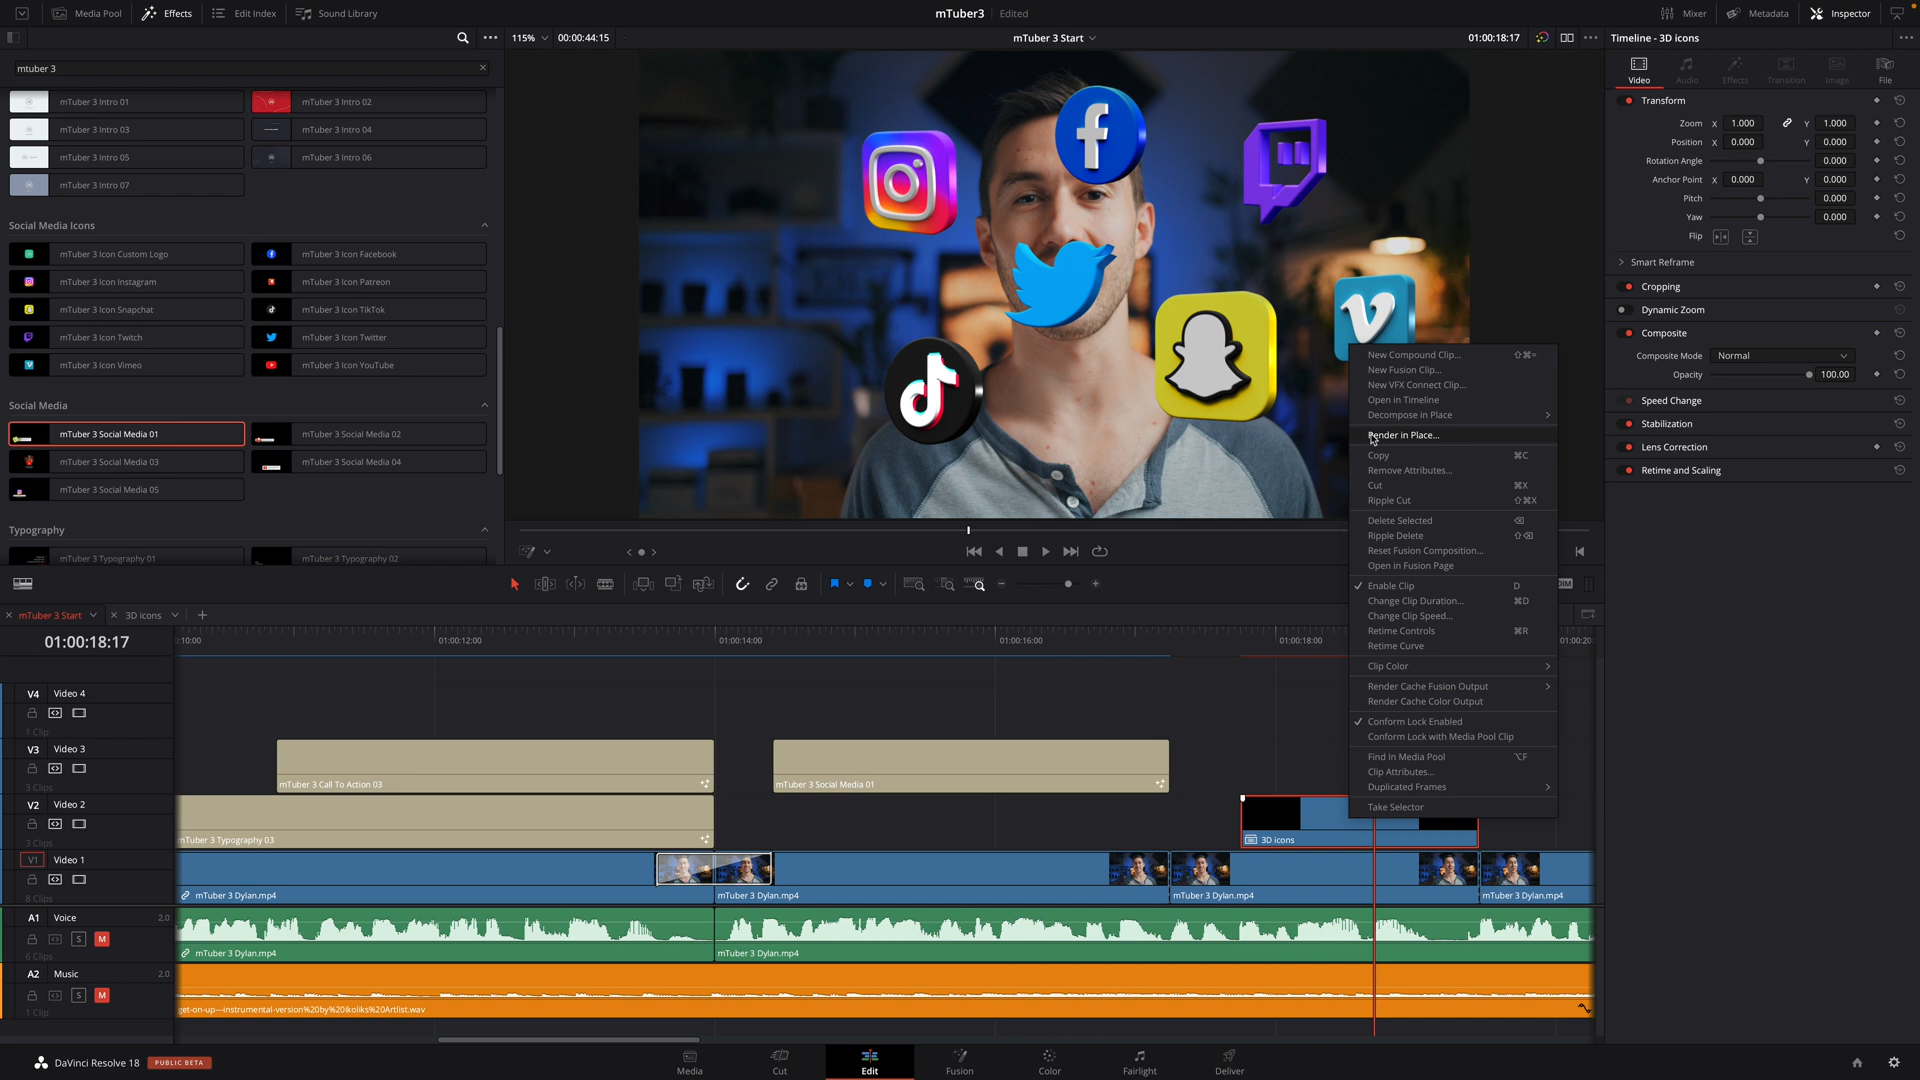 Media Pool
Effects
Edit Index
Sound Library
mTuber3
Edited
Mixer
Metadata
Inspector
115%
00:00:44:15
mTuber 3 Start
01:00:18:17
Timeline - 3D icons
mtuber 3
mTuber 3 Intro 01
mTuber 3 Intro 02
mTuber 3 Intro 03
mTuber 3 Intro 04
mTuber 3 Intro 05
mTuber 3 Intro 06
mTuber 3 Intro 07
Social Media Icons
mTuber 3 Icon Custom Logo
mTuber 3 Icon Facebook
mTuber 3 Icon Instagram
mTuber 3 Icon Patreon
mTuber 3 Icon Snapchat
mTuber 3 Icon TikTok
mTuber 3 Icon Twitch
mTuber 3 Icon Twitter
mTuber 3 Icon Vimeo
mTuber 3 Icon YouTube
Social Media
mTuber 3 Social Media 01
mTuber 3 Social Media 02
mTuber 3 Social Media 03
mTuber 3 Social Media 04
mTuber 3 Social Media 05
Typography
mTuber 3 Typography 01
mTuber 3 Typography 02
Video
Audio
Effects
Transition
Image
File
Transform
Zoom X 1.000 Y 1.000
Position X 0.000 Y 0.000
Rotation Angle 0.000
Anchor Point X 0.000 Y 0.000
Pitch 0.000
Yaw 0.000
Flip
Smart Reframe
Cropping
Dynamic Zoom
Composite
Composite Mode Normal
Opacity 100.00
Speed Change
Stabilization
Lens Correction
Retime and Scaling
New Compound Clip... ⇧⌘=
New Fusion Clip...
New VFX Connect Clip...
Open in Timeline
Decompose in Place
Render in Place...
Copy ⌘C
Remove Attributes...
Cut ⌘X
Ripple Cut ⇧⌘X
Delete Selected ⌫
Ripple Delete ⇧⌫
Reset Fusion Composition...
Open in Fusion Page
Enable Clip D
Change Clip Duration... ⌘D
Change Clip Speed...
Retime Controls ⌘R
Retime Curve
Clip Color
Render Cache Fusion Output
Render Cache Color Output
Conform Lock Enabled
Conform Lock with Media Pool Clip
Find In Media Pool ⌥F
Clip Attributes...
Duplicated Frames
Take Selector
DIM
mTuber 3 Start
3D icons
01:00:18:17
:10:00
01:00:12:00
01:00:14:00
01:00:16:00
01:00:18:00
01:00:20
V4 Video 4
1 Clip
V3 Video 3
3 Clips
mTuber 3 Call To Action 03
mTuber 3 Social Media 01
V2 Video 2
3 Clips
mTuber 3 Typography 03
3D icons
V1 Video 1
8 Clips
mTuber 3 Dylan.mp4
mTuber 3 Dylan.mp4
mTuber 3 Dylan.mp4
mTuber 3 Dylan.mp4
A1 Voice 2.0
S M
6 Clips
mTuber 3 Dylan.mp4
mTuber 3 Dylan.mp4
A2 Music 2.0
S M
1 Clip
get-on-up---instrumental-version%20by%20ikoliks%20Artlist.wav
DaVinci Resolve 18
PUBLIC BETA
Media
Cut
Edit
Fusion
Color
Fairlight
Deliver